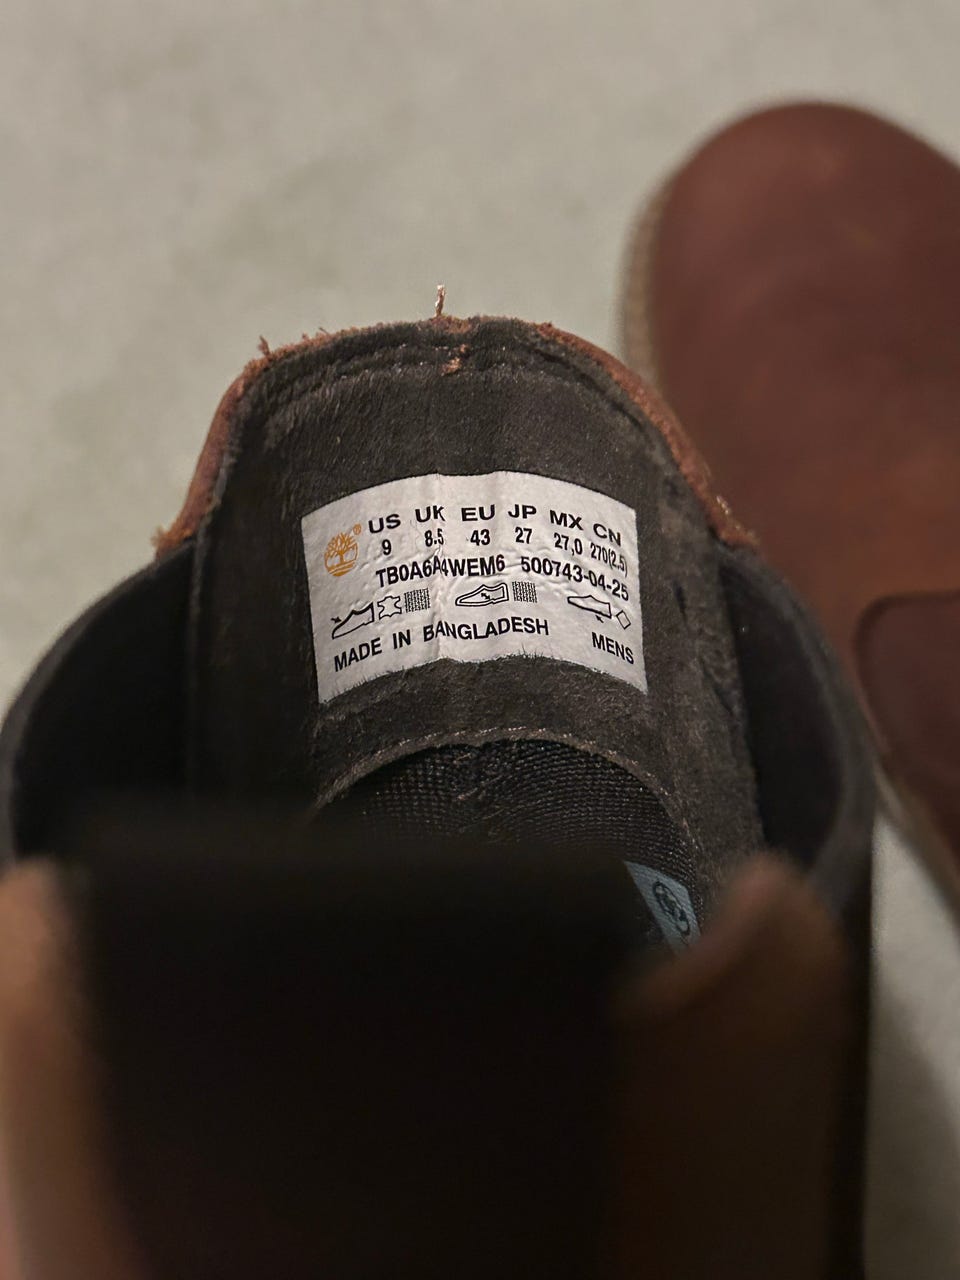 US UK EU JP MX CN
9 8.5 43 27 27,0 270(2.5)
TB0A6A4WEM6 500743-04-25
MADE IN BANGLADESH MENS